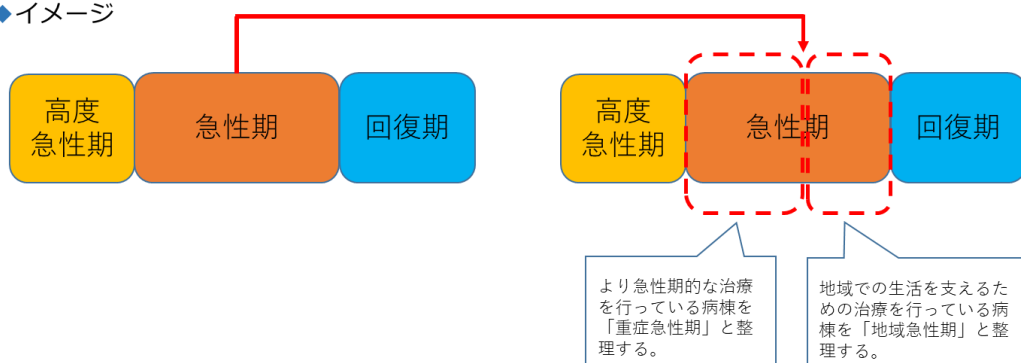 ◆イメージ
高度
急性期
急性期
回復期
高度
急性期
急性期
回復期
より急性期的な治療
を行っている病棟を
「重症急性期」と整
理する。
地域での生活を支えるた
めの治療を行っている病
棟を「地域急性期」と整
理する。